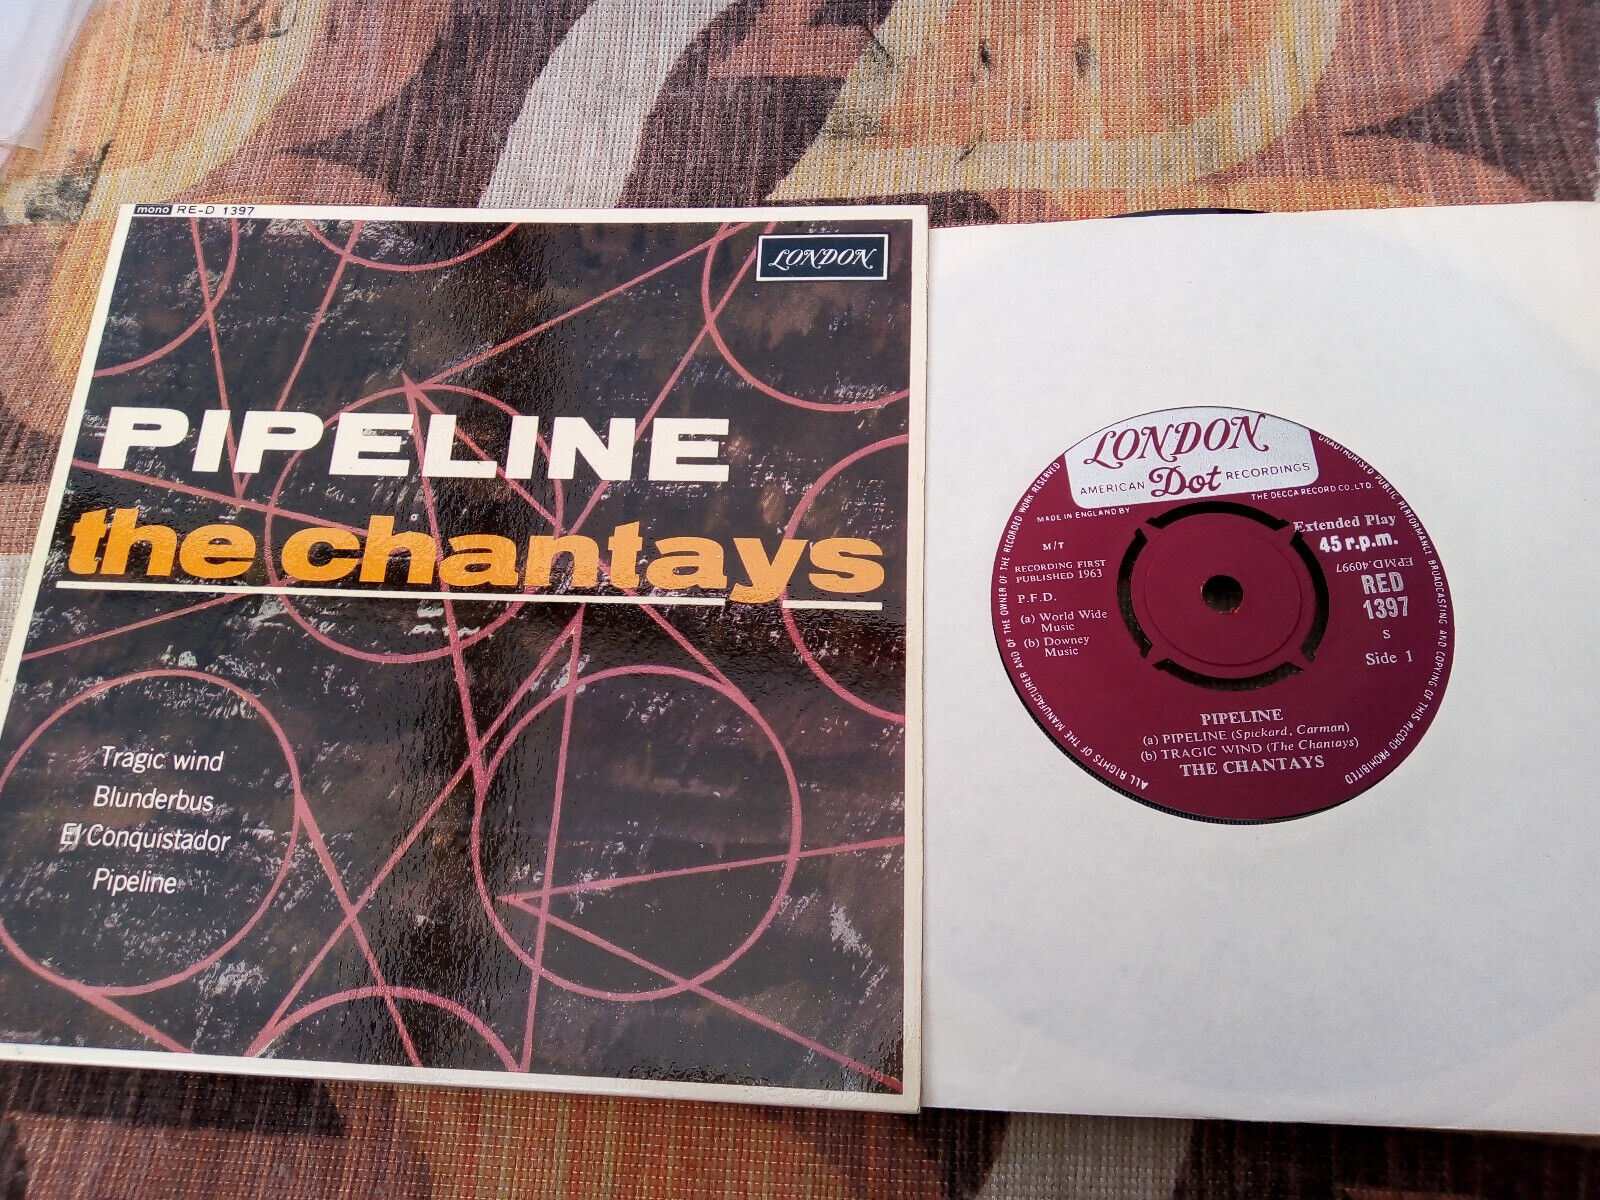 mono RE-D 1397
LONDON
PIPELINE
the chantays
Tragic wind
Blunderbus
El Conquistador
Pipeline
LONDON
AMERICAN Dot RECORDINGS
THE DECCA RECORD CO., LTD.
MADE IN ENGLAND BY
ALL RIGHTS OF THE MANUFACTURER AND OF THE OWNER OF THE RECORDED WORK RESERVED
UNAUTHORISED PUBLIC PERFORMANCE BROADCASTING AND COPYING OF THIS RECORD PROHIBITED
Extended Play
45 r.p.m.
EPMD.40997
RED
1397
S
Side 1
M/T
RECORDING FIRST
PUBLISHED 1963
P.F.D.
(a) World Wide
Music
(b) Downey
Music
PIPELINE
(a) PIPELINE (Spickard, Carman)
(b) TRAGIC WIND (The Chantays)
THE CHANTAYS